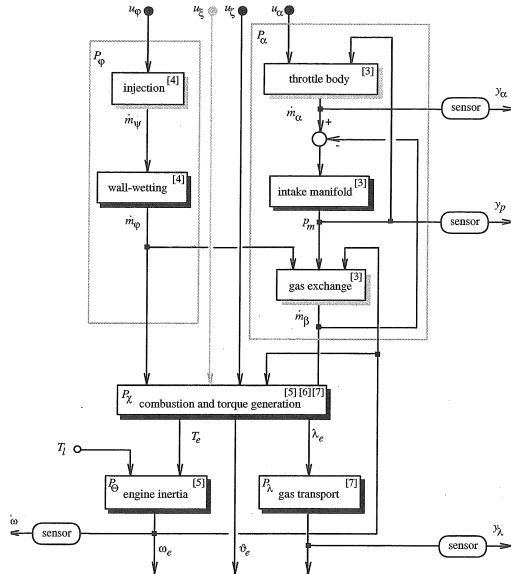 u_φ u_ξ u_ζ u_α
P_φ P_α
injection [4] throttle body [3]
sensor y_α
ṁ_ψ ṁ_α +
-
wall-wetting [4] intake manifold [3]
ṁ_φ p_m sensor y_p
gas exchange [3]
ṁ_β
P_χ combustion and torque generation [5] [6] [7]
T_l T_e λ_e
P_Θ engine inertia [5] P_λ gas transport [7]
ω sensor
ω_e ϑ_e sensor y_λ